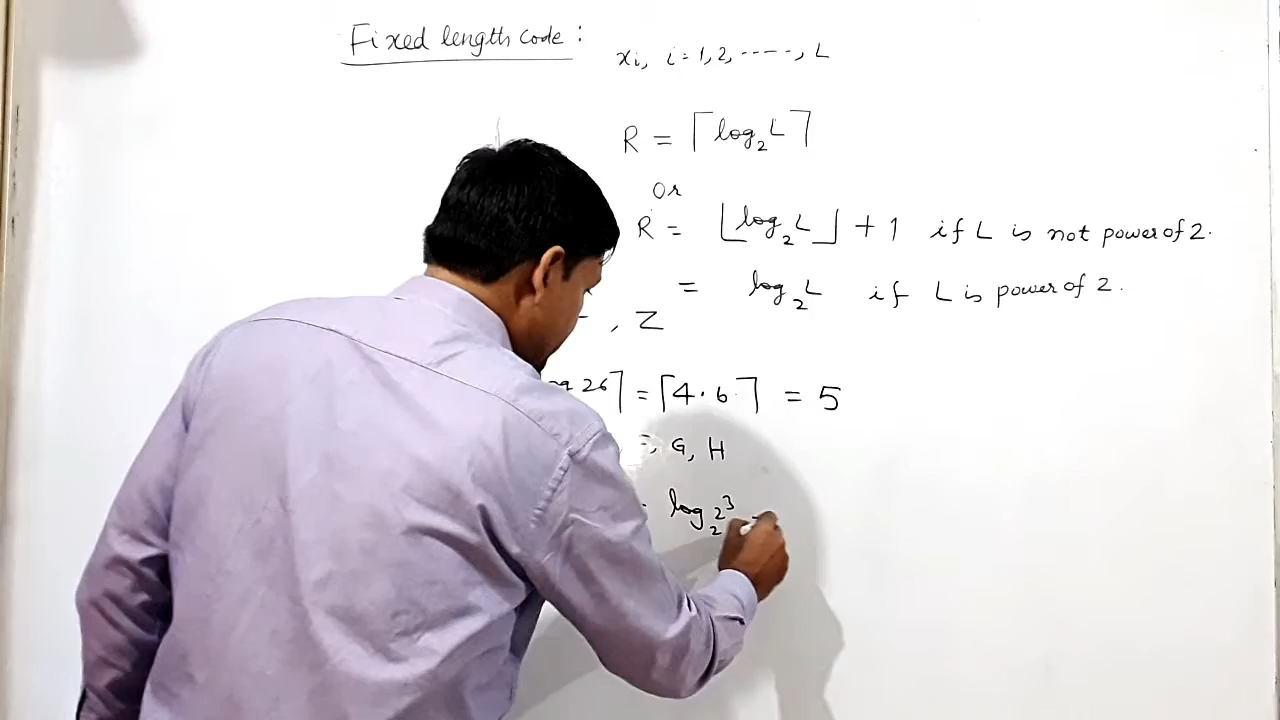 Fixed length code :
xi, i = 1, 2, -----, L
R = ⌈log₂L⌉
Or
R = ⌊log₂L⌋ + 1 if L is not power of 2.
= log₂L if L is power of 2.
, Z
26⌉ = ⌈4.6⌉ = 5
, G, H
log₂2³